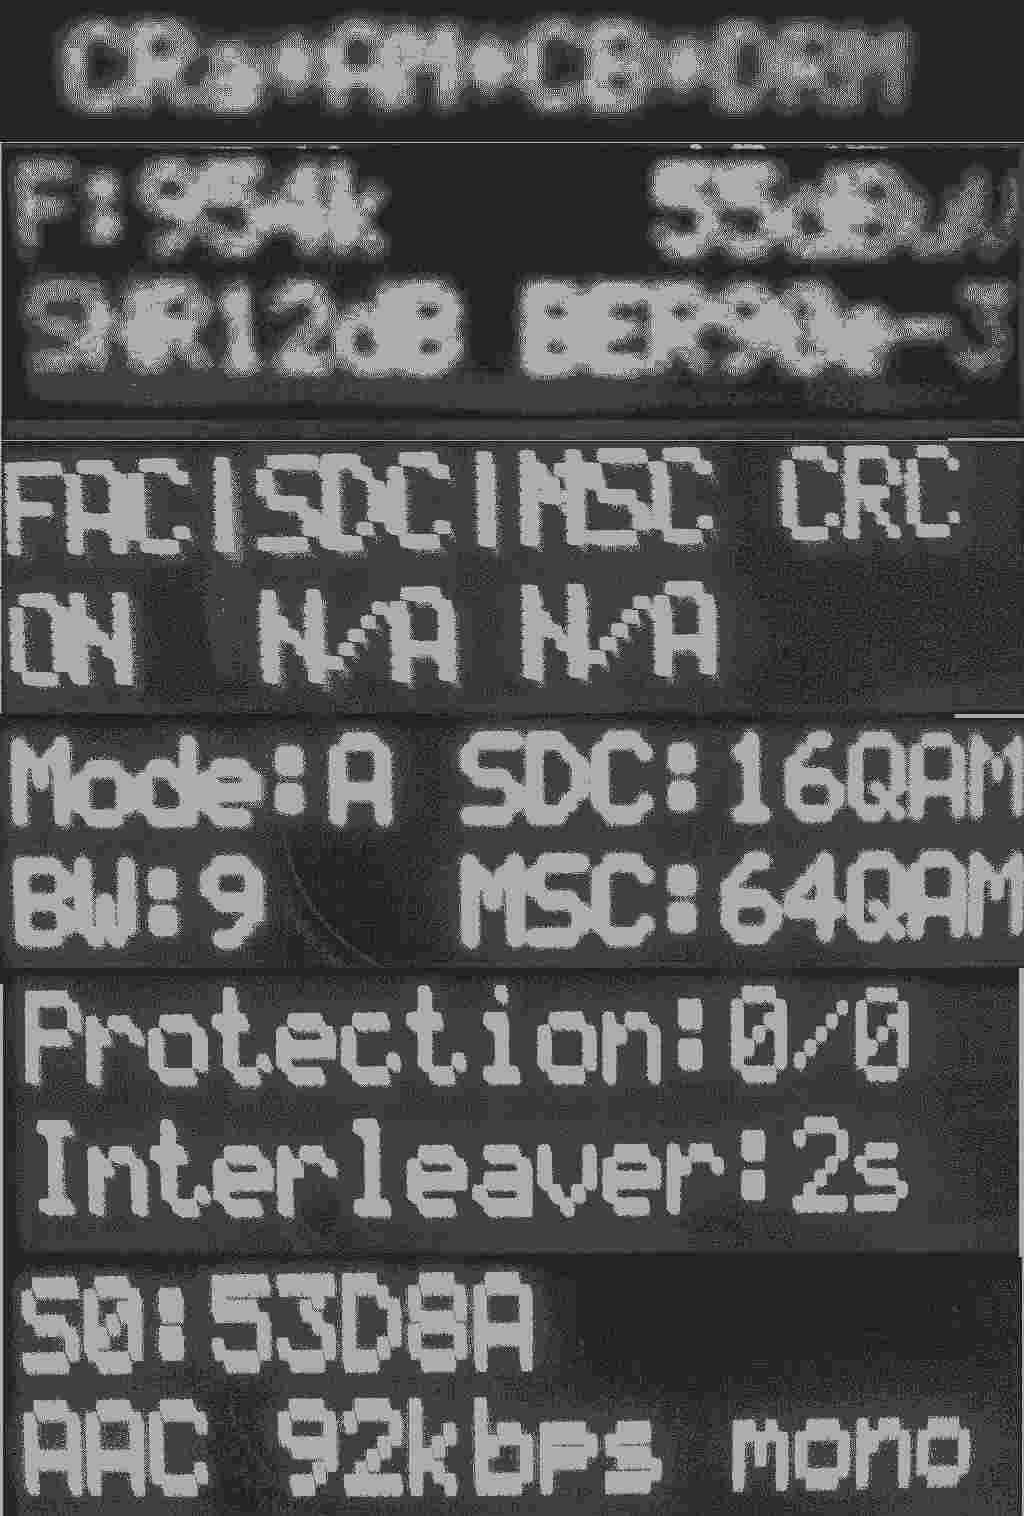 F:954k
SNR12dB
FAC|SDC|MSC CRC
ON N/A N/A
Mode:A SDC:16QAM
BW:9 MSC:64QAM
Protection:0/0
Interleaver:2s
S0:53D8A
AAC 92kbps mono